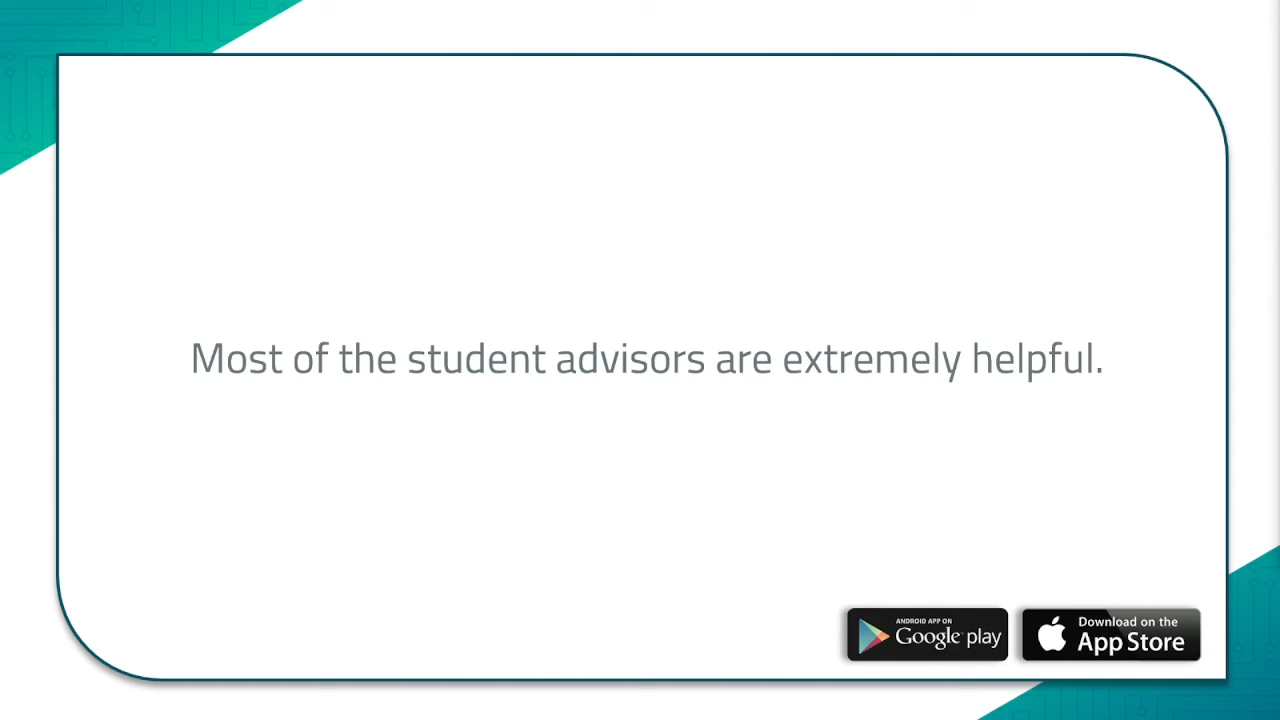 Most of the student advisors are extremely helpful.
ANDROID APP ON
Google play
Download on the
App Store